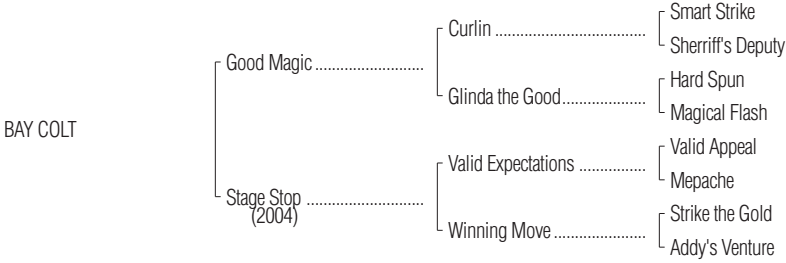 Smart Strike
Curlin ....................................
Sherriff's Deputy
Good Magic ..........................
Hard Spun
Glinda the Good....................
Magical Flash
BAY COLT
Valid Appeal
Valid Expectations ................
Mepache
Stage Stop ............................
(2004)
Strike the Gold
Winning Move ......................
Addy's Venture